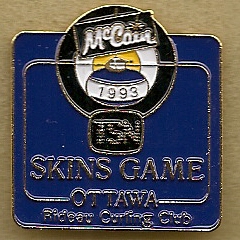 McCain
1993
TSN
SKINS GAME
OTTAWA
Rideau Curling Club